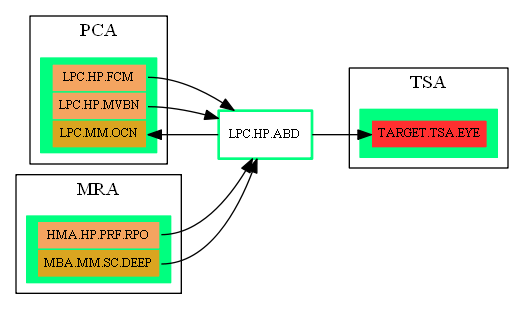 PCA
LPC.HP.FCM
LPC.HP.MVBN
LPC.MM.OCN
LPC.HP.ABD
TSA
TARGET.TSA.EYE
MRA
HMA.HP.PRF.RPO
MBA.MM.SC.DEEP